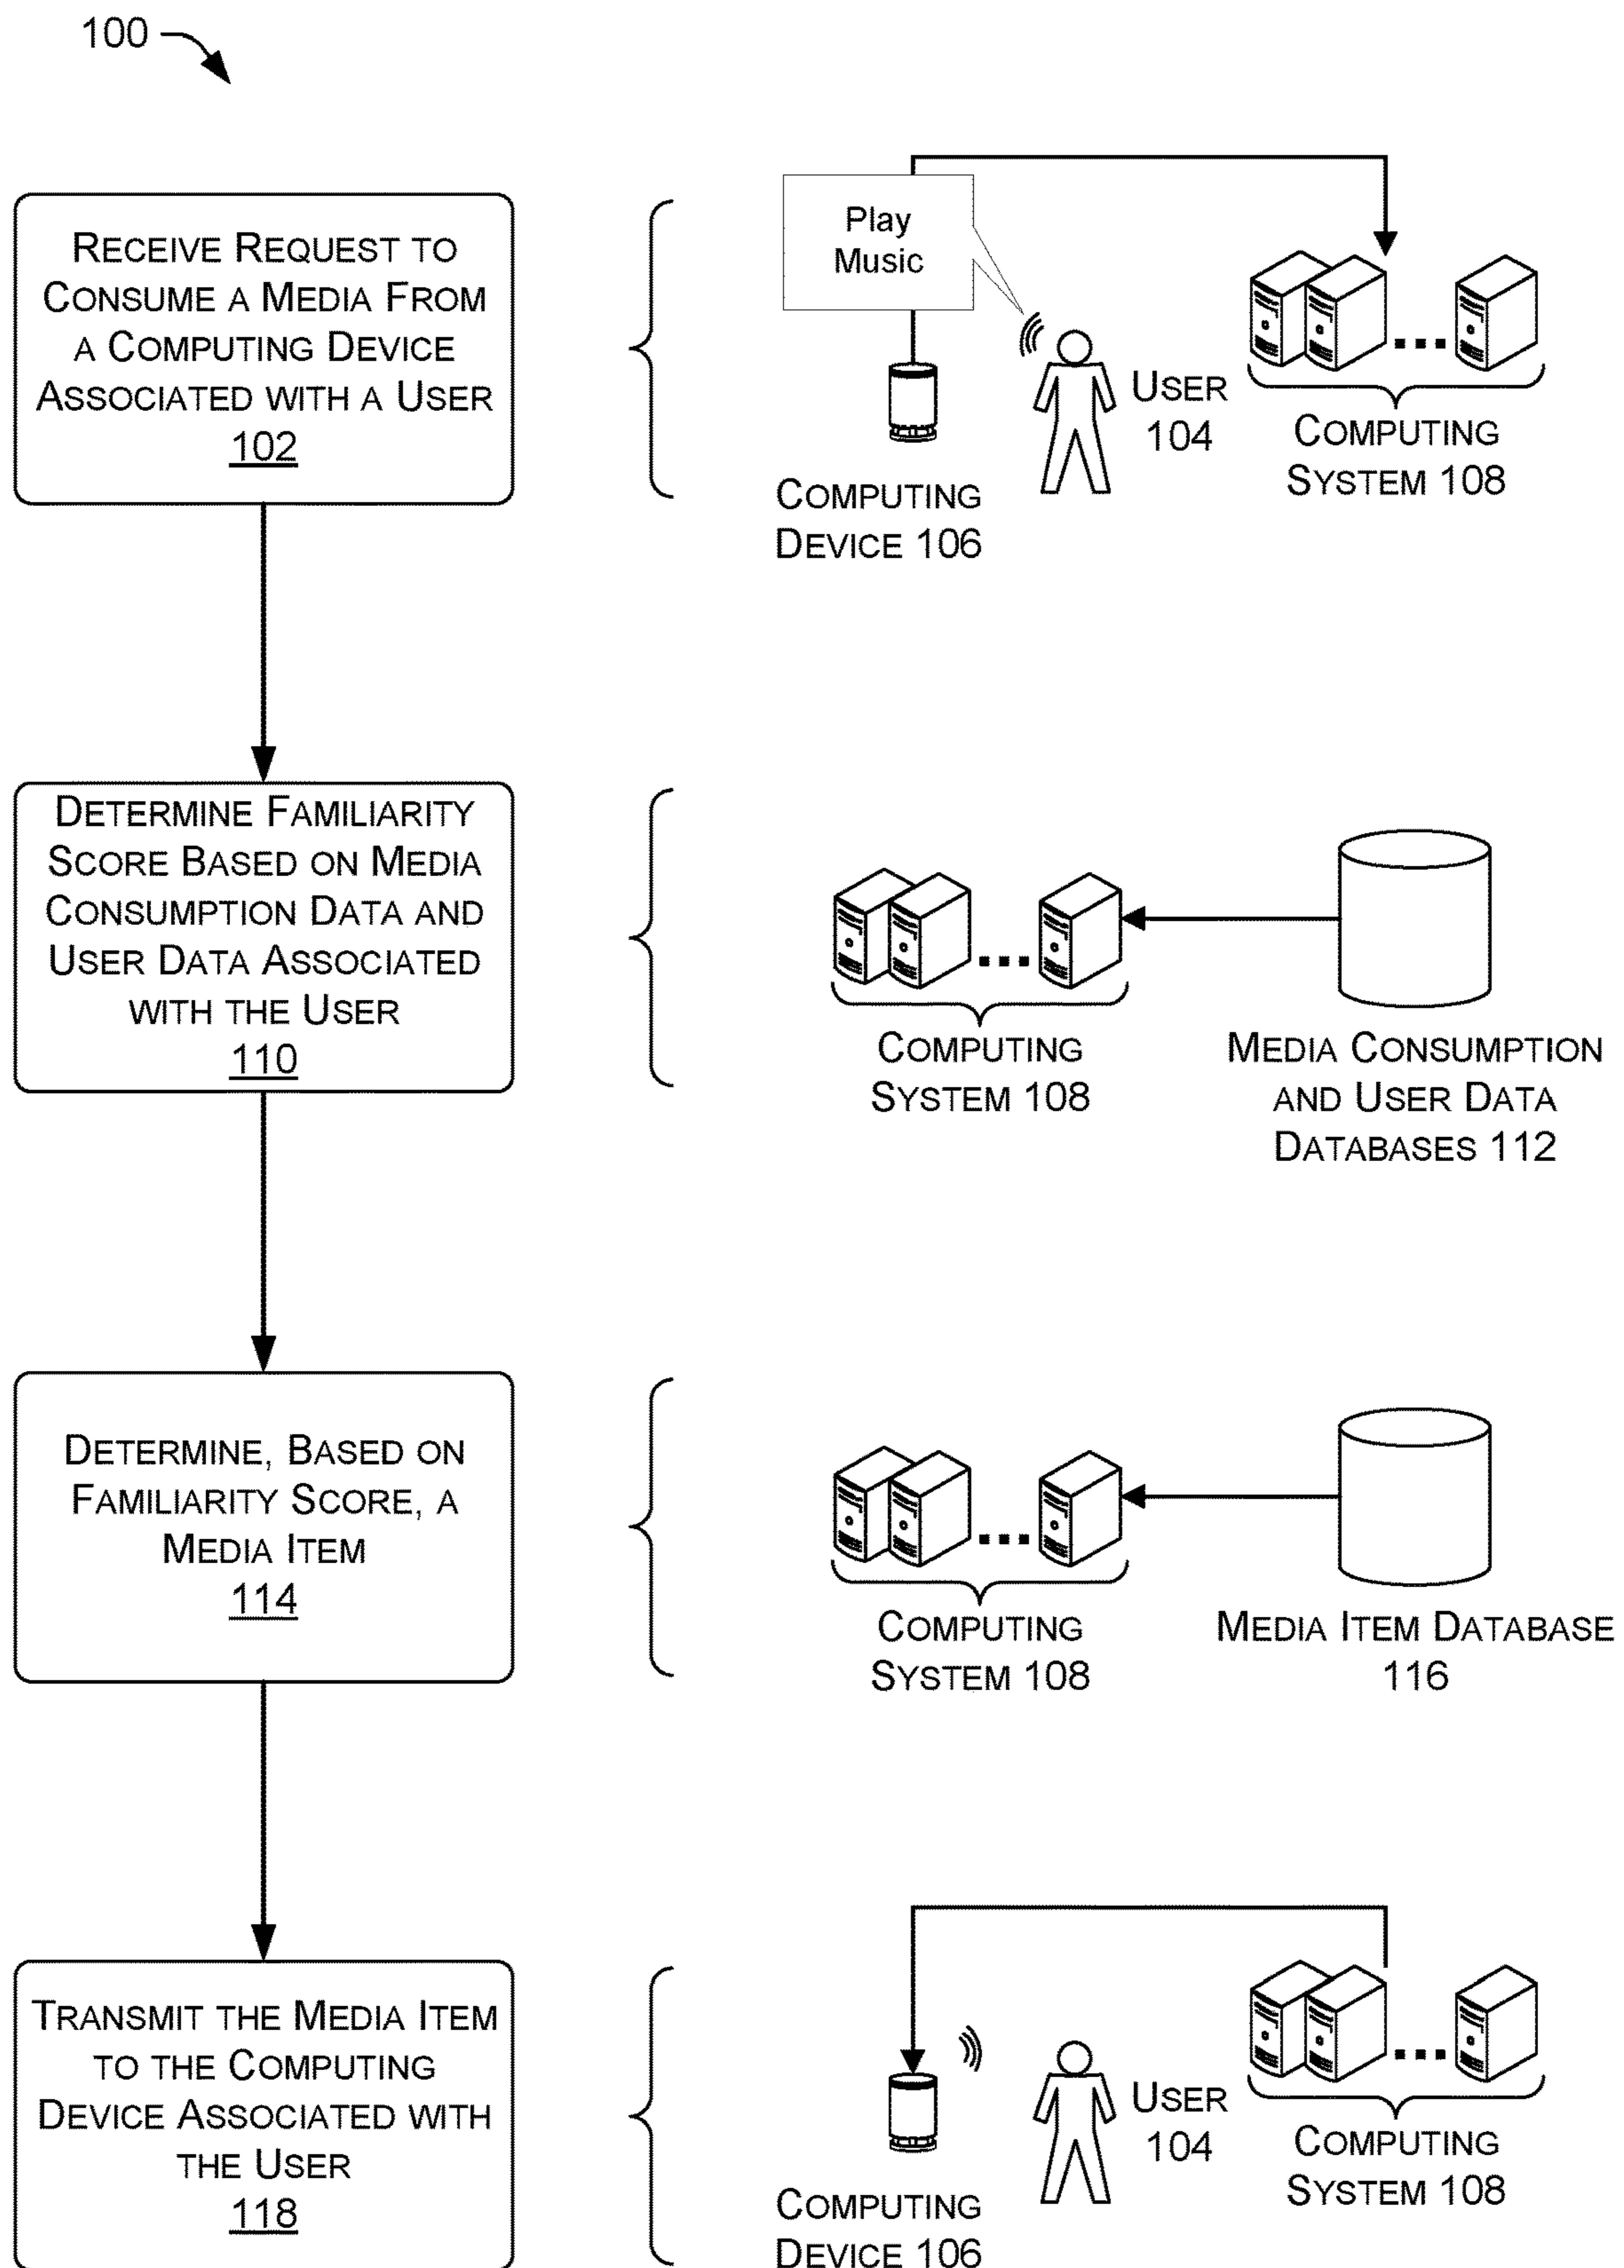 100
RECEIVE REQUEST TO
CONSUME A MEDIA FROM
A COMPUTING DEVICE
ASSOCIATED WITH A USER
102
Play
Music
USER
104
COMPUTING
DEVICE 106
COMPUTING
SYSTEM 108
DETERMINE FAMILIARITY
SCORE BASED ON MEDIA
CONSUMPTION DATA AND
USER DATA ASSOCIATED
WITH THE USER
110
COMPUTING
SYSTEM 108
MEDIA CONSUMPTION
AND USER DATA
DATABASES 112
DETERMINE, BASED ON
FAMILIARITY SCORE, A
MEDIA ITEM
114
COMPUTING
SYSTEM 108
MEDIA ITEM DATABASE
116
TRANSMIT THE MEDIA ITEM
TO THE COMPUTING
DEVICE ASSOCIATED WITH
THE USER
118
USER
104
COMPUTING
DEVICE 106
COMPUTING
SYSTEM 108